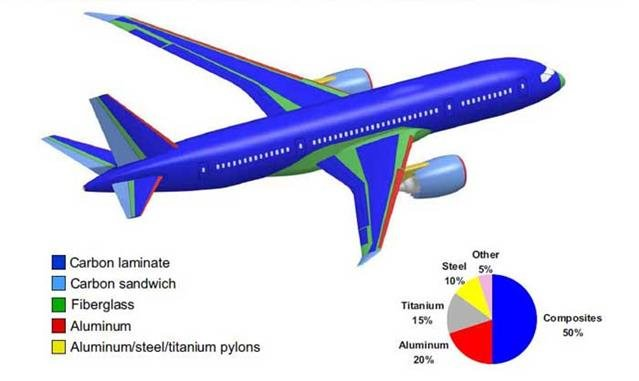 Carbon laminate
Carbon sandwich
Fiberglass
Aluminum
Aluminum/steel/titanium pylons
Other
5%
Steel
10%
Titanium
15%
Composites
50%
Aluminum
20%